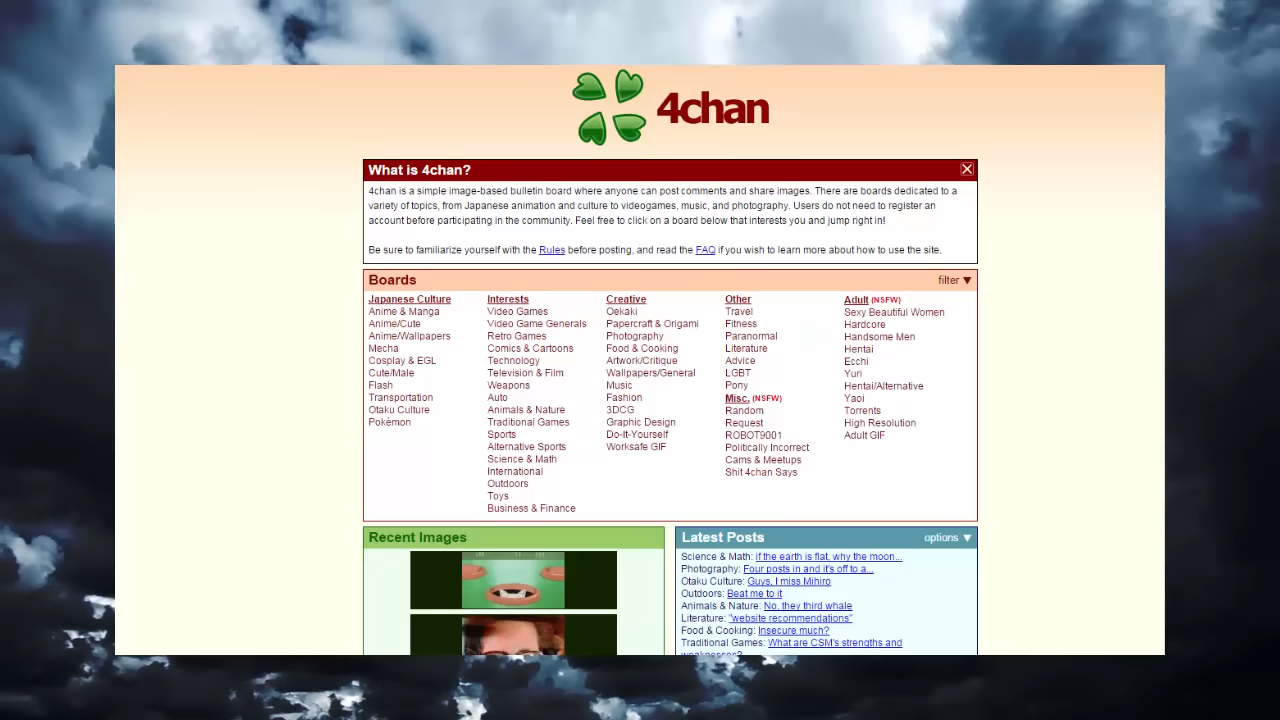 4chan
What is 4chan?
4chan is a simple image-based bulletin board where anyone can post comments and share images. There are boards dedicated to a
variety of topics, from Japanese animation and culture to videogames, music, and photography. Users do not need to register an
account before participating in the community. Feel free to click on a board below that interests you and jump right in!
Be sure to familiarize yourself with the Rules before posting, and read the FAQ if you wish to learn more about how to use the site.
Boards
filter ▼
Japanese Culture
Anime & Manga
Anime/Cute
Anime/Wallpapers
Mecha
Cosplay & EGL
Cute/Male
Flash
Transportation
Otaku Culture
Pokémon
Interests
Video Games
Video Game Generals
Retro Games
Comics & Cartoons
Technology
Television & Film
Weapons
Auto
Animals & Nature
Traditional Games
Sports
Alternative Sports
Science & Math
International
Outdoors
Toys
Business & Finance
Creative
Oekaki
Papercraft & Origami
Photography
Food & Cooking
Artwork/Critique
Wallpapers/General
Music
Fashion
3DCG
Graphic Design
Do-It-Yourself
Worksafe GIF
Other
Travel
Fitness
Paranormal
Literature
Advice
LGBT
Pony
Misc. (NSFW)
Random
Request
ROBOT9001
Politically Incorrect
Cams & Meetups
Shit 4chan Says
Adult (NSFW)
Sexy Beautiful Women
Hardcore
Handsome Men
Hentai
Ecchi
Yuri
Hentai/Alternative
Yaoi
Torrents
High Resolution
Adult GIF
Recent Images
Latest Posts
options ▼
Science & Math: if the earth is flat, why the moon...
Photography: Four posts in and it's off to a...
Otaku Culture: Guys, I miss Mihiro
Outdoors: Beat me to it
Animals & Nature: No, they third whale
Literature: "website recommendations"
Food & Cooking: Insecure much?
Traditional Games: What are CSM's strengths and
weaknesses?